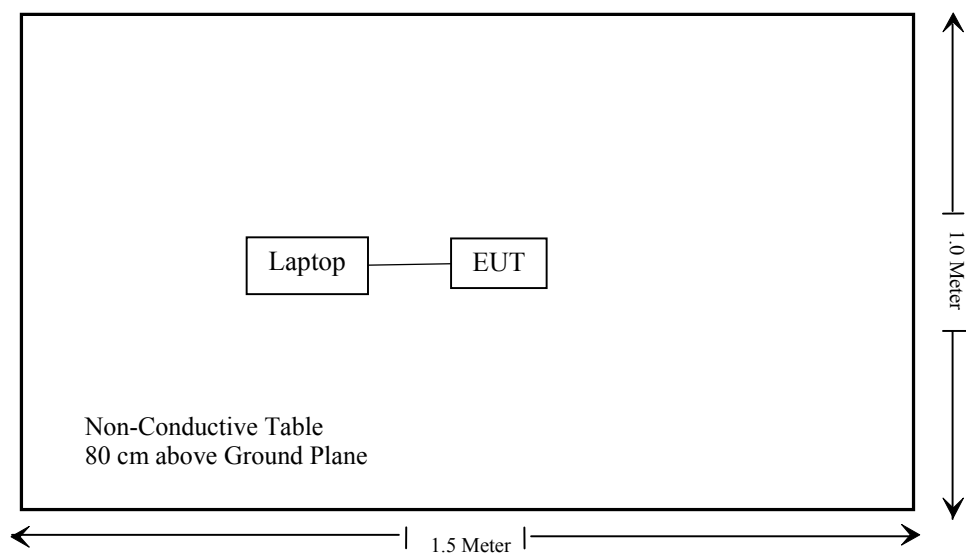 Laptop
EUT
1.0 Meter
Non-Conductive Table
80 cm above Ground Plane
1.5 Meter